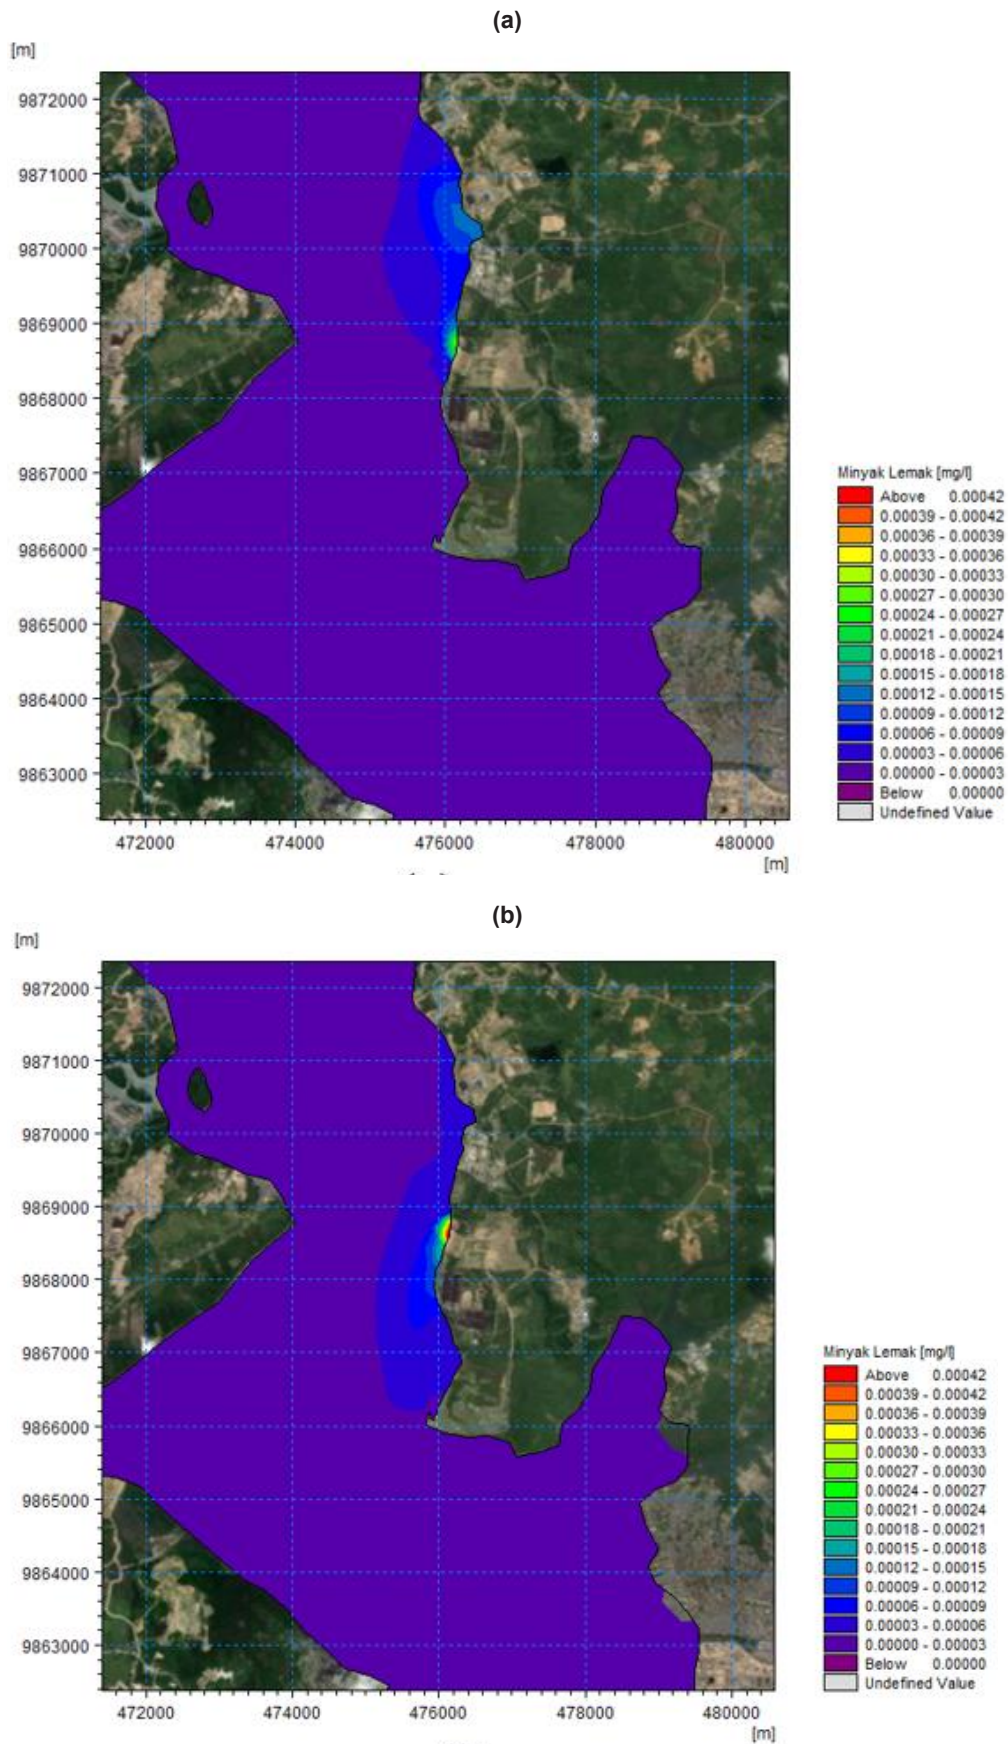 (a)
[m]
9872000
9871000
9870000
9869000
9868000
9867000
9866000
9865000
9864000
9863000
472000 474000 476000 478000 480000
[m]
Minyak Lemak [mg/l]
Above 0.00042
0.00039 - 0.00042
0.00036 - 0.00039
0.00033 - 0.00036
0.00030 - 0.00033
0.00027 - 0.00030
0.00024 - 0.00027
0.00021 - 0.00024
0.00018 - 0.00021
0.00015 - 0.00018
0.00012 - 0.00015
0.00009 - 0.00012
0.00006 - 0.00009
0.00003 - 0.00006
0.00000 - 0.00003
Below 0.00000
Undefined Value
(b)
[m]
9872000
9871000
9870000
9869000
9868000
9867000
9866000
9865000
9864000
9863000
472000 474000 476000 478000 480000
[m]
Minyak Lemak [mg/l]
Above 0.00042
0.00039 - 0.00042
0.00036 - 0.00039
0.00033 - 0.00036
0.00030 - 0.00033
0.00027 - 0.00030
0.00024 - 0.00027
0.00021 - 0.00024
0.00018 - 0.00021
0.00015 - 0.00018
0.00012 - 0.00015
0.00009 - 0.00012
0.00006 - 0.00009
0.00003 - 0.00006
0.00000 - 0.00003
Below 0.00000
Undefined Value